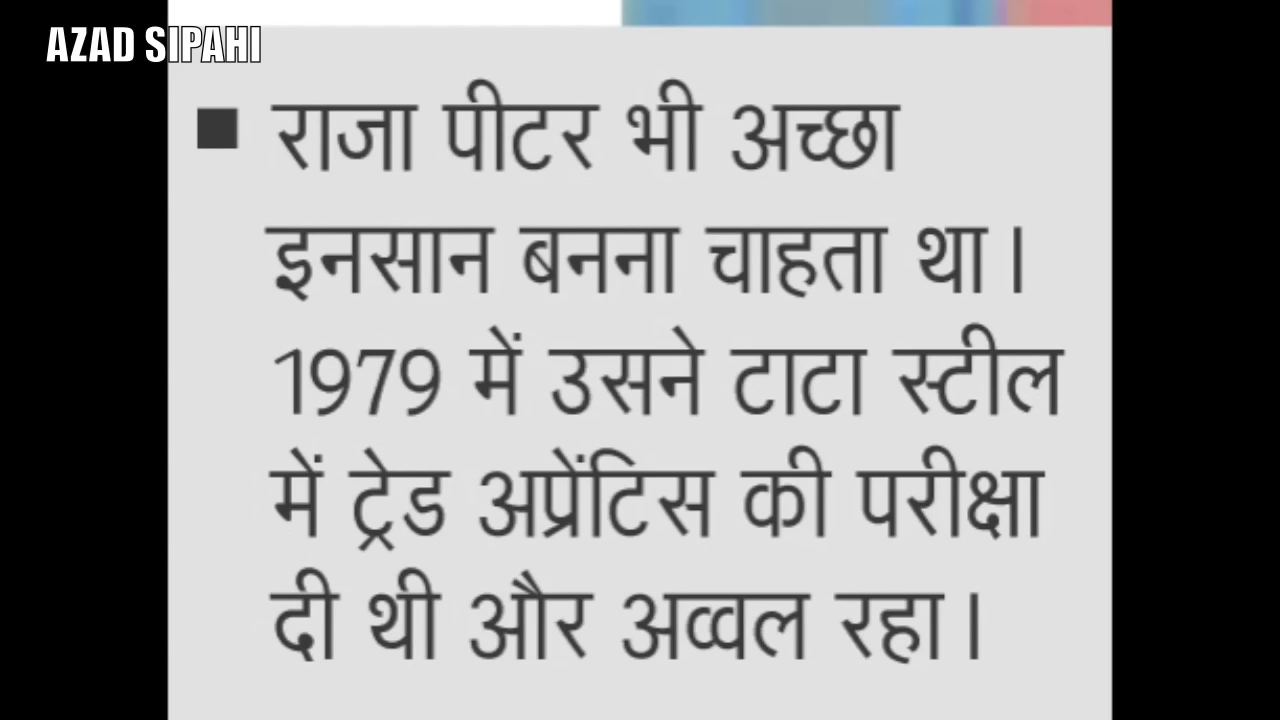 AZAD SIPAHI
■ राजा पीटर भी अच्छा
इनसान बनना चाहता था।
1979 में उसने टाटा स्टील
में ट्रेड अप्रेंटिस की परीक्षा
दी थी और अव्वल रहा।